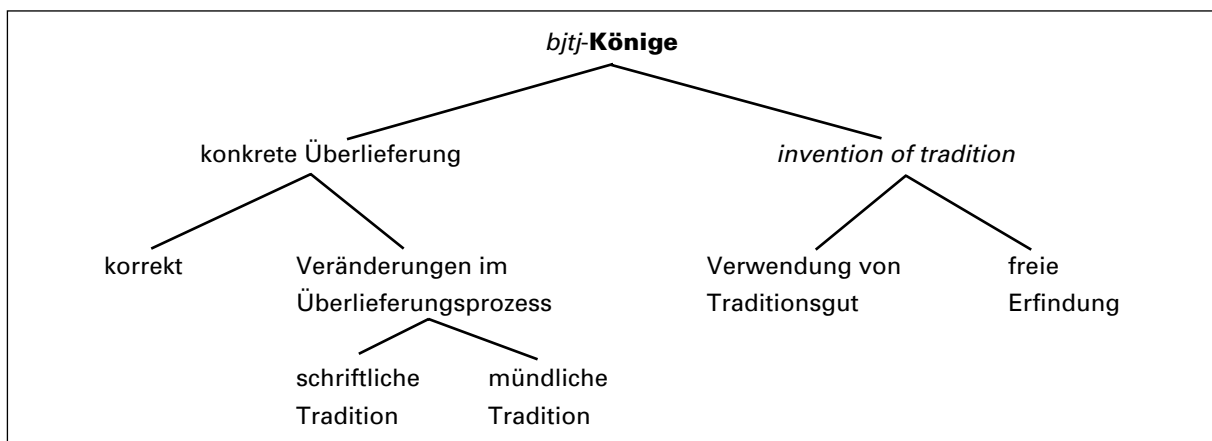 bjtj-Könige
konkrete Überlieferung
invention of tradition
korrekt
Veränderungen im
Überlieferungsprozess
Verwendung von
Traditionsgut
freie
Erfindung
schriftliche
Tradition
mündliche
Tradition